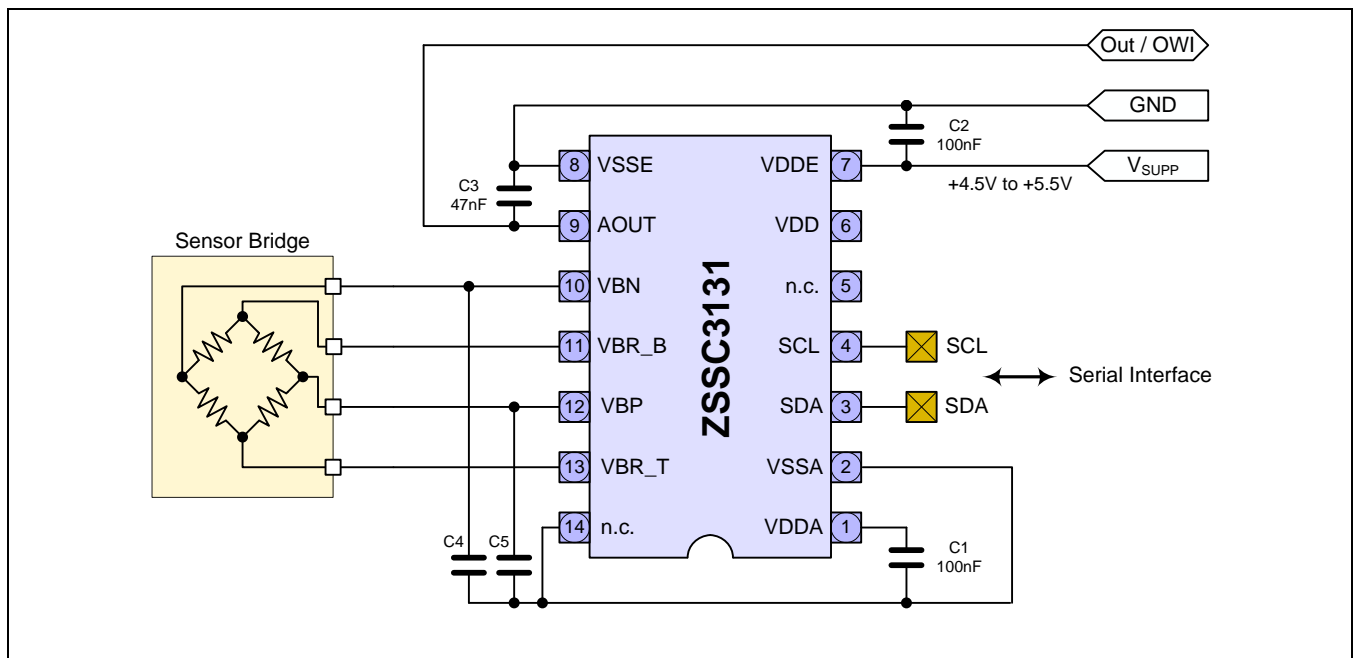 Out / OWI
GND
C2
100nF
V_SUPP
+4.5V to +5.5V
8 VSSE
VDDE 7
C3
47nF
9 AOUT
VDD 6
Sensor Bridge
10 VBN
n.c. 5
11 VBR_B
SCL 4
SCL
ZSSC3131
Serial Interface
12 VBP
SDA 3
SDA
13 VBR_T
VSSA 2
14 n.c.
VDDA 1
C4
C5
C1
100nF